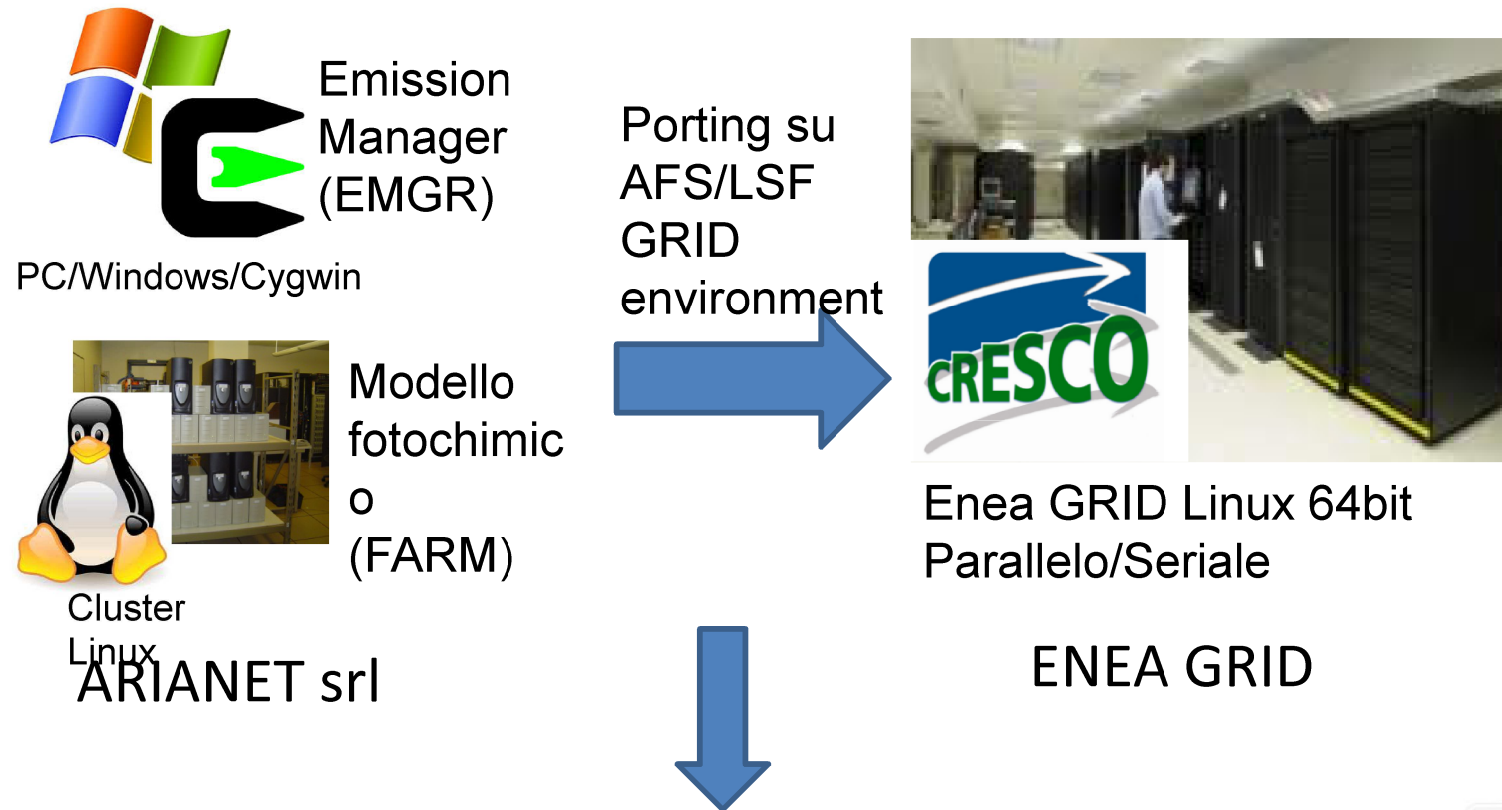 Emission
Manager
(EMGR)
PC/Windows/Cygwin
Modello
fotochimic
o
(FARM)
Cluster
Linux
ARIANET srl
Porting su
AFS/LSF
GRID
environment
CRESCO
Enea GRID Linux 64bit
Parallelo/Seriale
ENEA GRID